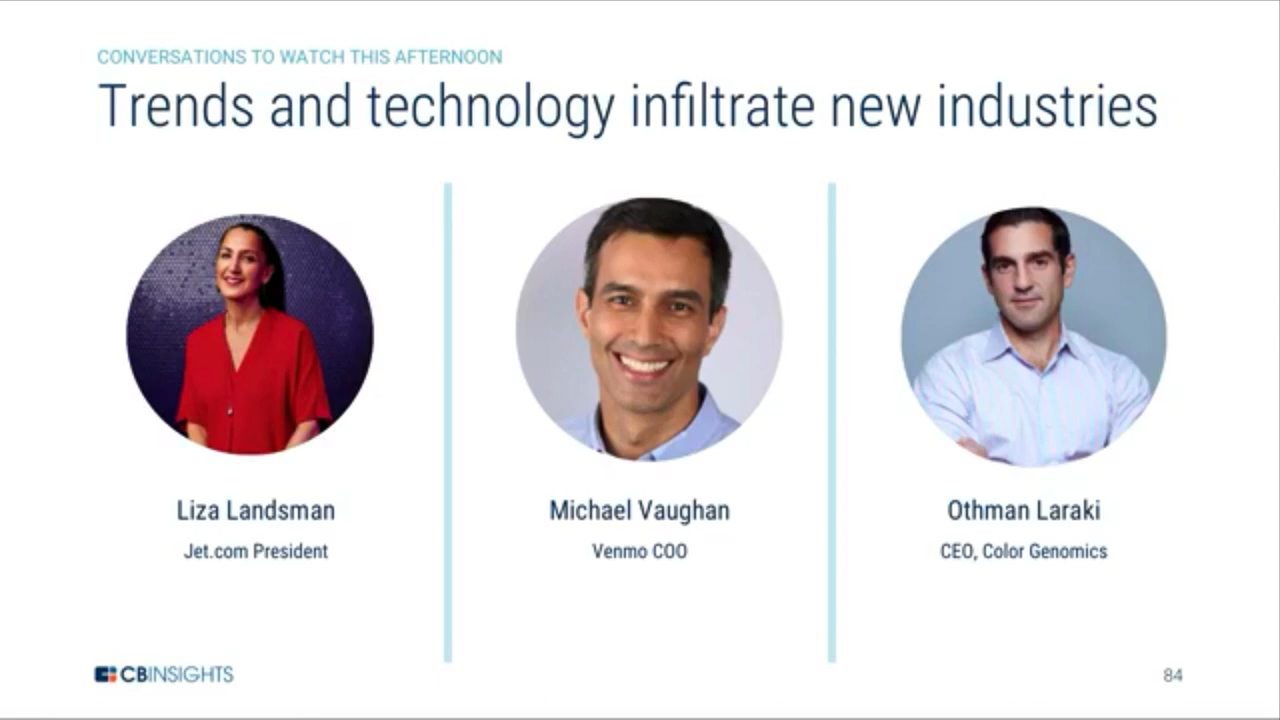 CONVERSATIONS TO WATCH THIS AFTERNOON
Trends and technology infiltrate new industries
Liza Landsman
Jet.com President
Michael Vaughan
Venmo COO
Othman Laraki
CEO, Color Genomics
CBINSIGHTS
84